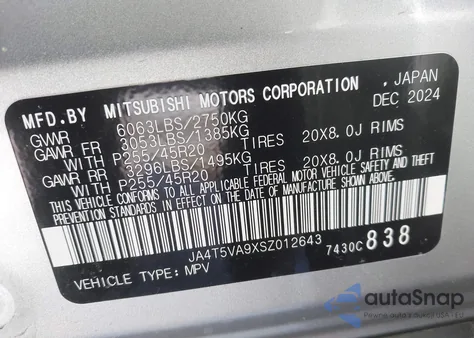 MFD.BY MITSUBISHI MOTORS CORPORATION , JAPAN
GVWR 6063LBS/2750KG DEC 2024
GAWR FR 3053LBS/1385KG
WITH P255/45R20 TIRES 20X8.0J RIMS
GAWR RR 3296LBS/1495KG
WITH P255/45R20 TIRES 20X8.0J RIMS
THIS VEHICLE CONFORMS TO ALL APPLICABLE FEDERAL MOTOR VEHICLE
SAFETY, BUMPER, AND THEFT PREVENTION STANDARDS IN EFFECT ON
THE DATE OF MANUFACTURE SHOWN ABOVE.
JA4T5VA9XSZ012643 7430C 838
VEHICLE TYPE: MPV
autoSnap